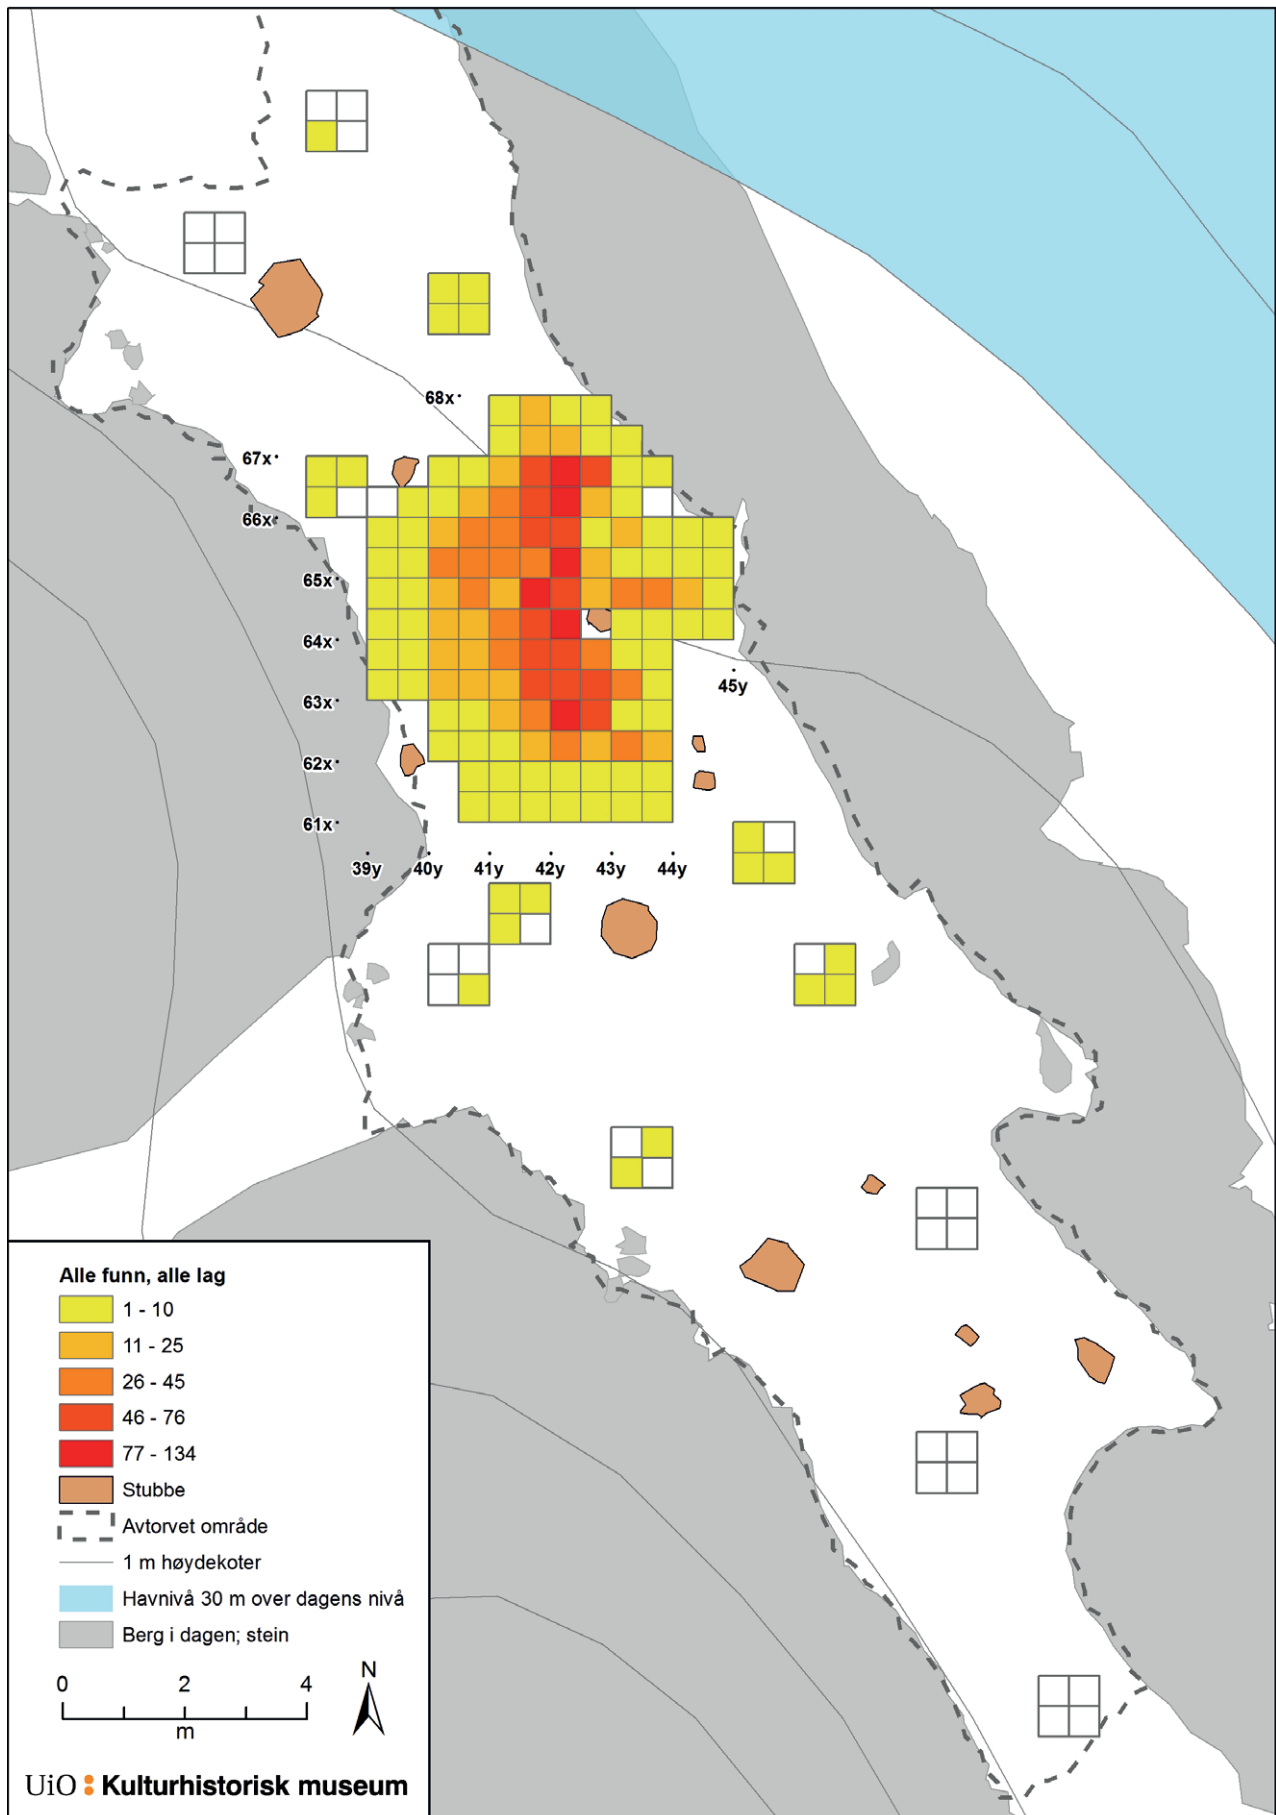 68x
67x
66x
65x
64x
45y
63x
62x
61x
39y 40y 41y 42y 43y 44y
Alle funn, alle lag
1 - 10
11 - 25
26 - 45
46 - 76
77 - 134
Stubbe
Avtorvet område
1 m høydekoter
Havnivå 30 m over dagens nivå
Berg i dagen; stein
0 2 4
m
N
UiO : Kulturhistorisk museum